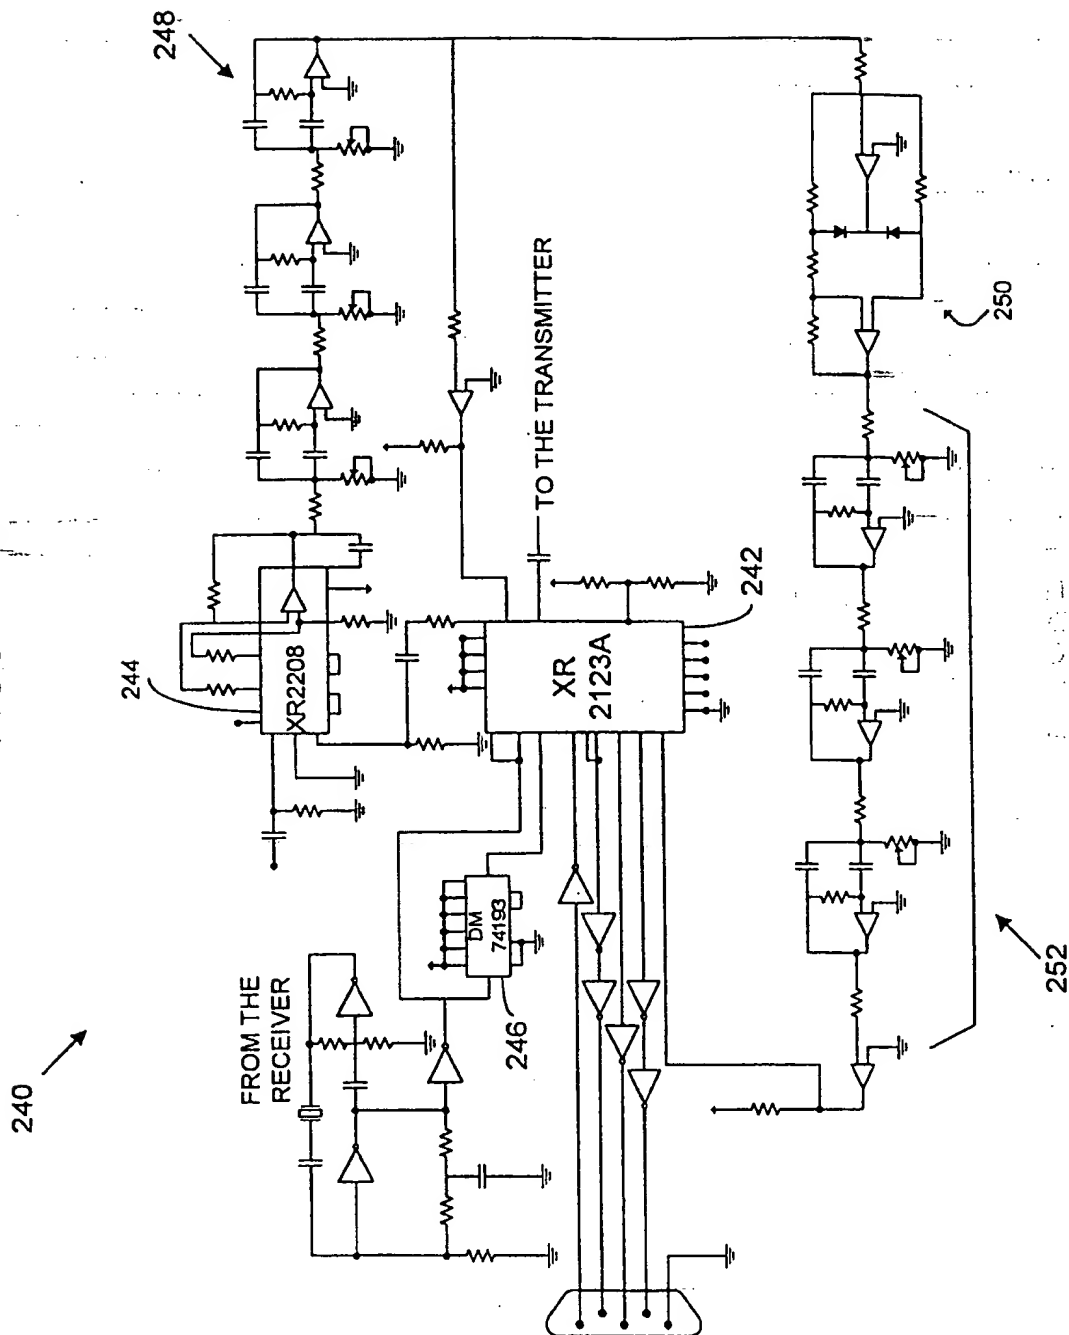 240
FROM THE
RECEIVER
244
XR2208
248
DM
74193
246
XR
2123A
242
TO THE TRANSMITTER
250
252